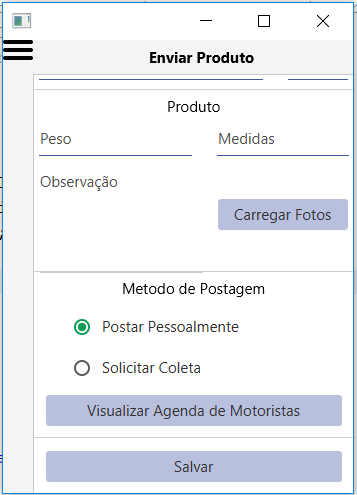 Enviar Produto
Produto
Peso Medidas
Observação
Carregar Fotos
Metodo de Postagem
Postar Pessoalmente
Solicitar Coleta
Visualizar Agenda de Motoristas
Salvar